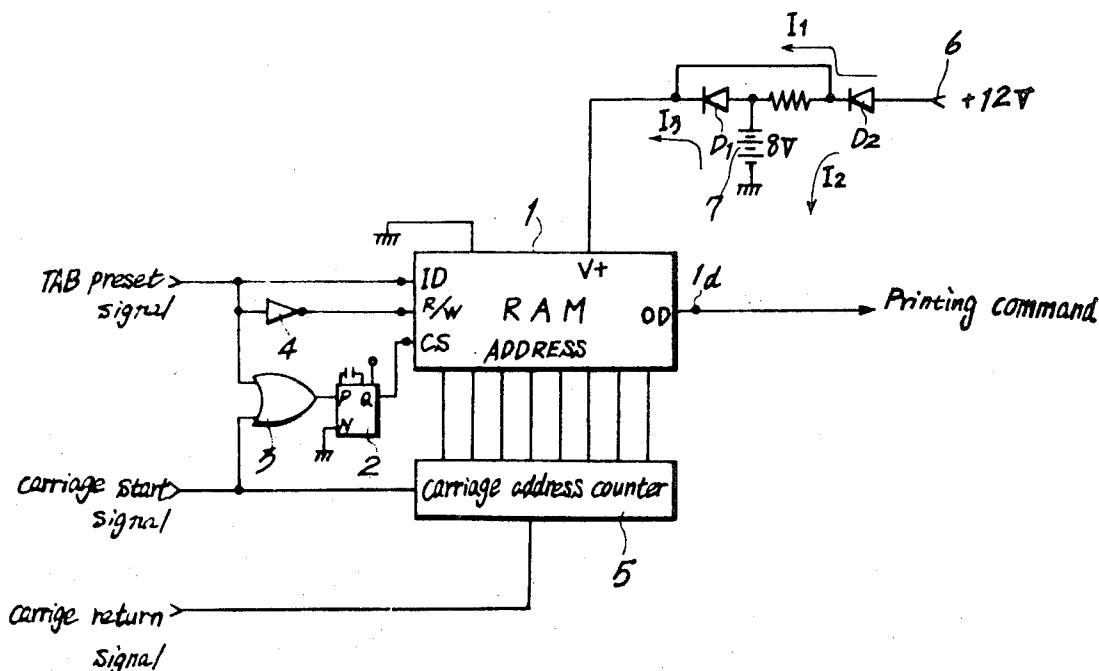 I1
6
+12V
I3
D1
8V
D2
7
I2
1
TAB preset
signal
ID
V+
1d
R/W
RAM
OD
Printing command
4
CS
ADDRESS
P Q
N
3
2
carriage start
signal
carriage address counter
5
carrige return
signal